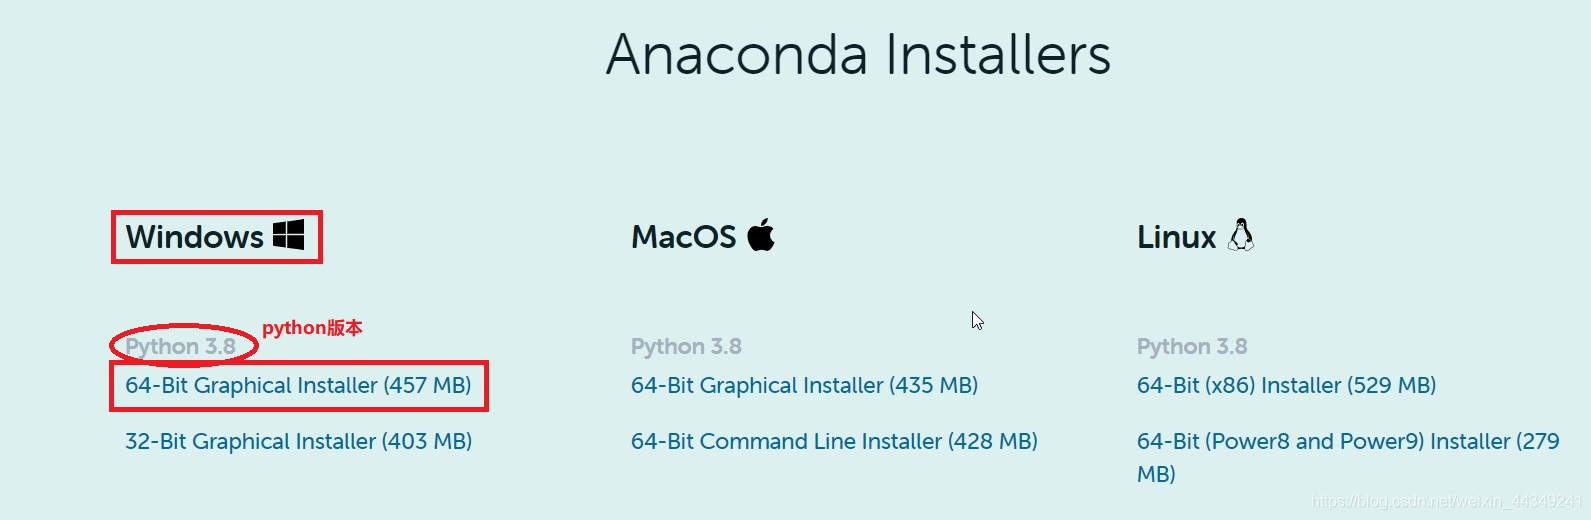 Anaconda Installers
Windows
MacOS
Linux
python版本
Python 3.8
64-Bit Graphical Installer (457 MB)
32-Bit Graphical Installer (403 MB)
Python 3.8
64-Bit Graphical Installer (435 MB)
64-Bit Command Line Installer (428 MB)
Python 3.8
64-Bit (x86) Installer (529 MB)
64-Bit (Power8 and Power9) Installer (279
MB)
https://blog.csdn.net/weixin_44349241